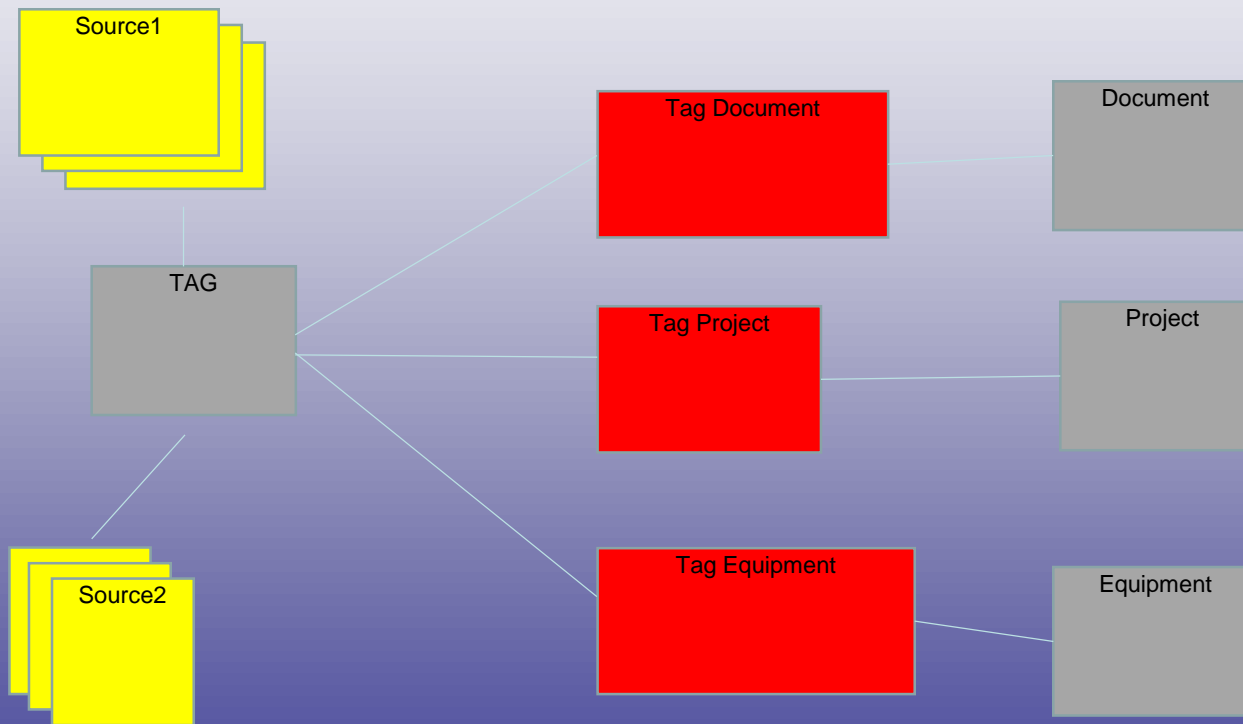 Source1
Tag Document
Document
TAG
Tag Project
Project
Tag Equipment
Equipment
Source2